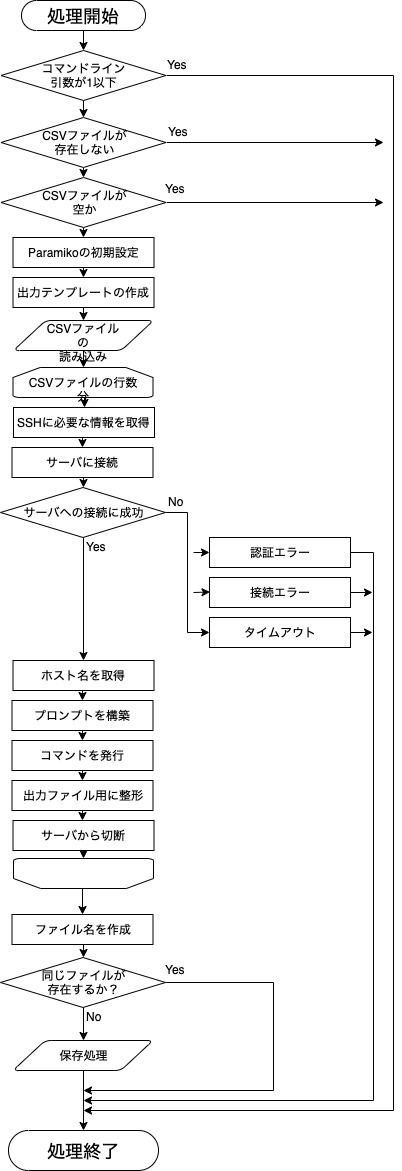 処理開始
コマンドライン
引数が1以下
Yes
CSVファイルが
存在しない
Yes
CSVファイルが
空か
Yes
Paramikoの初期設定
出力テンプレートの作成
CSVファイル
の
読み込み
CSVファイルの行数
分
SSHに必要な情報を取得
サーバに接続
サーバへの接続に成功
No
Yes
認証エラー
接続エラー
タイムアウト
ホスト名を取得
プロンプトを構築
コマンドを発行
出力ファイル用に整形
サーバから切断
ファイル名を作成
同じファイルが
存在するか？
Yes
No
保存処理
処理終了